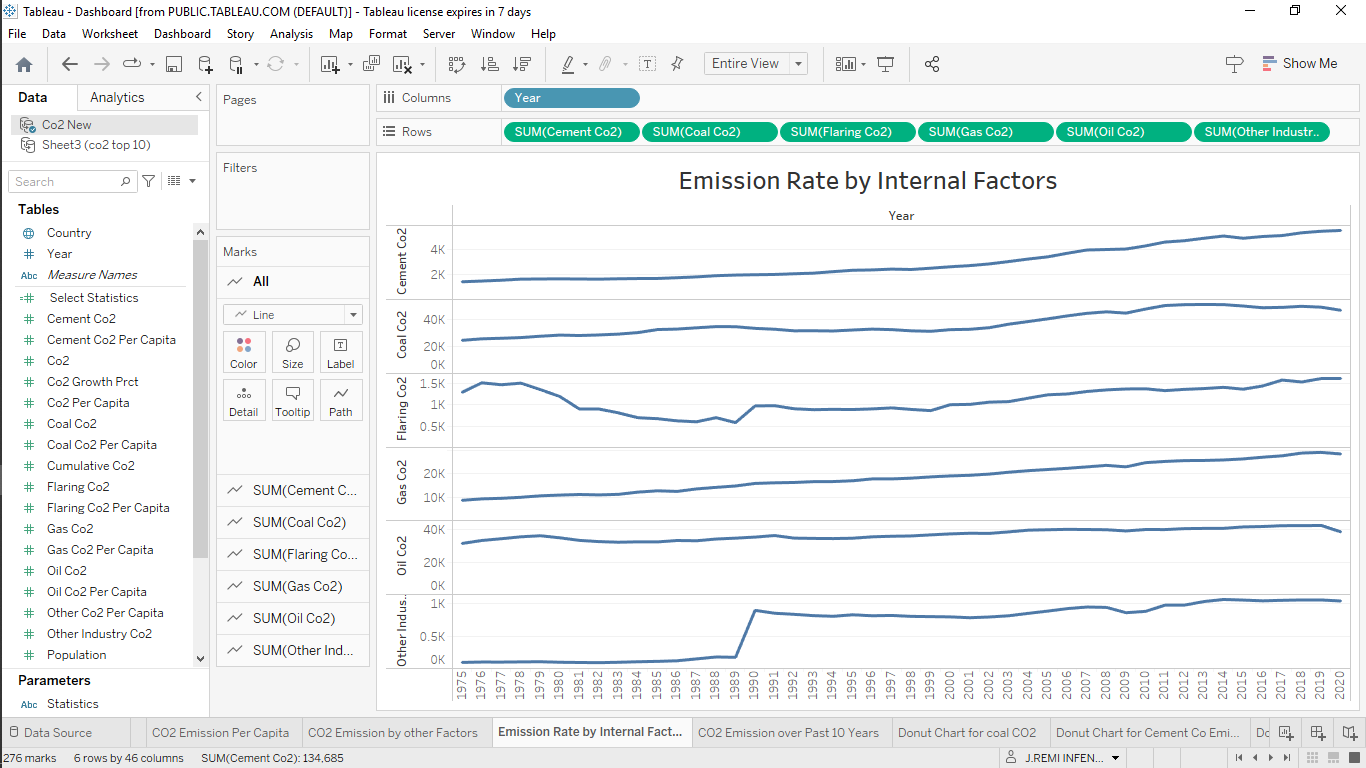 Tableau - Dashboard [from PUBLIC.TABLEAU.COM (DEFAULT)] - Tableau license expires in 7 days
File Data Worksheet Dashboard Story Analysis Map Format Server Window Help
Entire View
Show Me
Data Analytics
Co2 New
Sheet3 (co2 top 10)
Search
Tables
Country
Year
Abc Measure Names
Select Statistics
Cement Co2
Cement Co2 Per Capita
Co2
Co2 Growth Prct
Co2 Per Capita
Coal Co2
Coal Co2 Per Capita
Cumulative Co2
Flaring Co2
Flaring Co2 Per Capita
Gas Co2
Gas Co2 Per Capita
Oil Co2
Oil Co2 Per Capita
Other Co2 Per Capita
Other Industry Co2
Population
Parameters
Abc Statistics
Pages
Filters
Marks
All
Line
Color Size Label
Detail Tooltip Path
SUM(Cement C...
SUM(Coal Co2)
SUM(Flaring Co...
SUM(Gas Co2)
SUM(Oil Co2)
SUM(Other Ind...
Columns Year
Rows SUM(Cement Co2) SUM(Coal Co2) SUM(Flaring Co2) SUM(Gas Co2) SUM(Oil Co2) SUM(Other Industr..
Emission Rate by Internal Factors
Year
Cement Co2
4K
2K
Coal Co2
40K
20K
0K
Flaring Co2
1.5K
1K
0.5K
Gas Co2
20K
10K
Oil Co2
40K
20K
0K
Other Indus..
1K
0.5K
0K
1975 1976 1977 1978 1979 1980 1981 1982 1983 1984 1985 1986 1987 1988 1989 1990 1991 1992 1993 1994 1995 1996 1997 1998 1999 2000 2001 2002 2003 2004 2005 2006 2007 2008 2009 2010 2011 2012 2013 2014 2015 2016 2017 2018 2019 2020
Data Source CO2 Emission Per Capita CO2 Emission by other Factors Emission Rate by Internal Fact... CO2 Emission over Past 10 Years Donut Chart for coal CO2 Donut Chart for Cement Co Emi... Dc
276 marks 6 rows by 46 columns SUM(Cement Co2): 134,685 J.REMI INFEN...